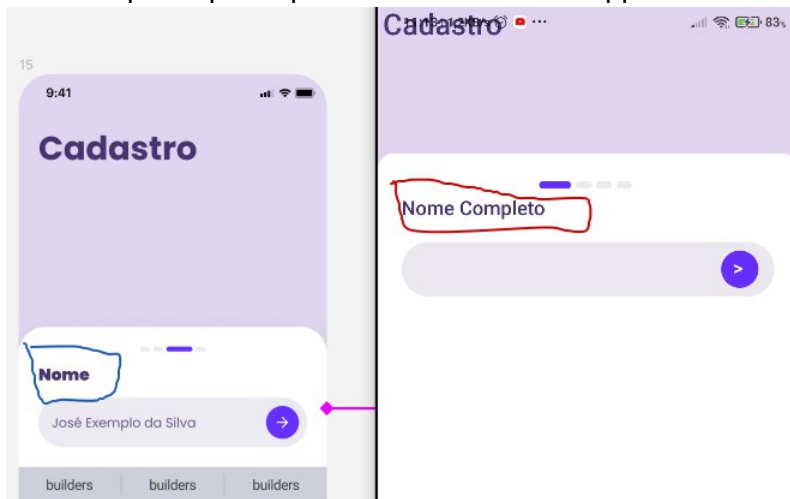 15
9:41
Cadastro
Nome
José Exemplo da Silva
builders builders builders
Cadastro
83%
Nome Completo
>